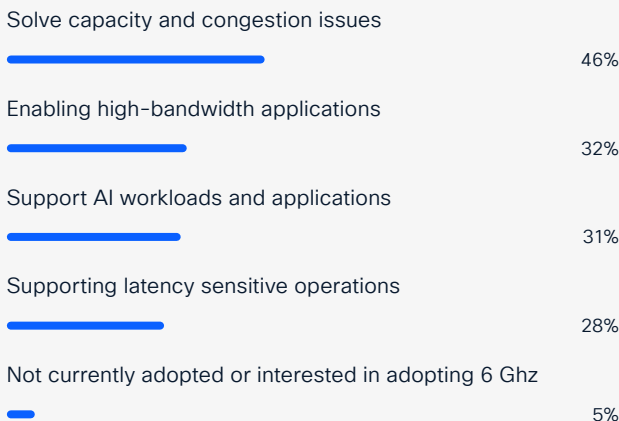 Solve capacity and congestion issues
46%
Enabling high-bandwidth applications
32%
Support AI workloads and applications
31%
Supporting latency sensitive operations
28%
Not currently adopted or interested in adopting 6 Ghz
5%